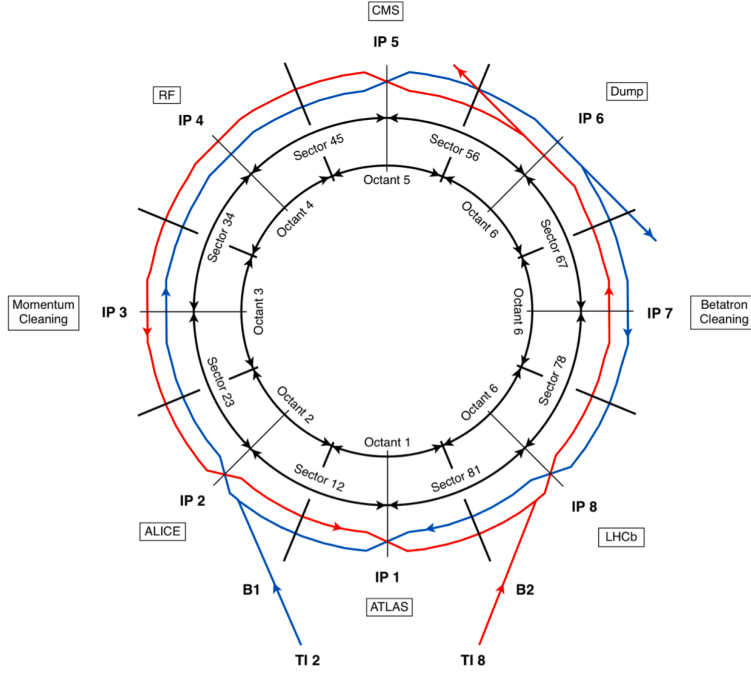 CMS
IP 5
RF
IP 4
Dump
IP 6
Sector 45
Sector 56
Octant 5
Octant 4
Octant 6
Sector 34
Sector 67
Momentum
Cleaning
IP 3
Octant 3
Octant 6
IP 7
Betatron
Cleaning
Sector 23
Sector 78
Octant 2
Octant 6
Octant 1
Sector 12
Sector 81
IP 2
IP 8
ALICE
LHCb
IP 1
B1
B2
ATLAS
TI 2
TI 8